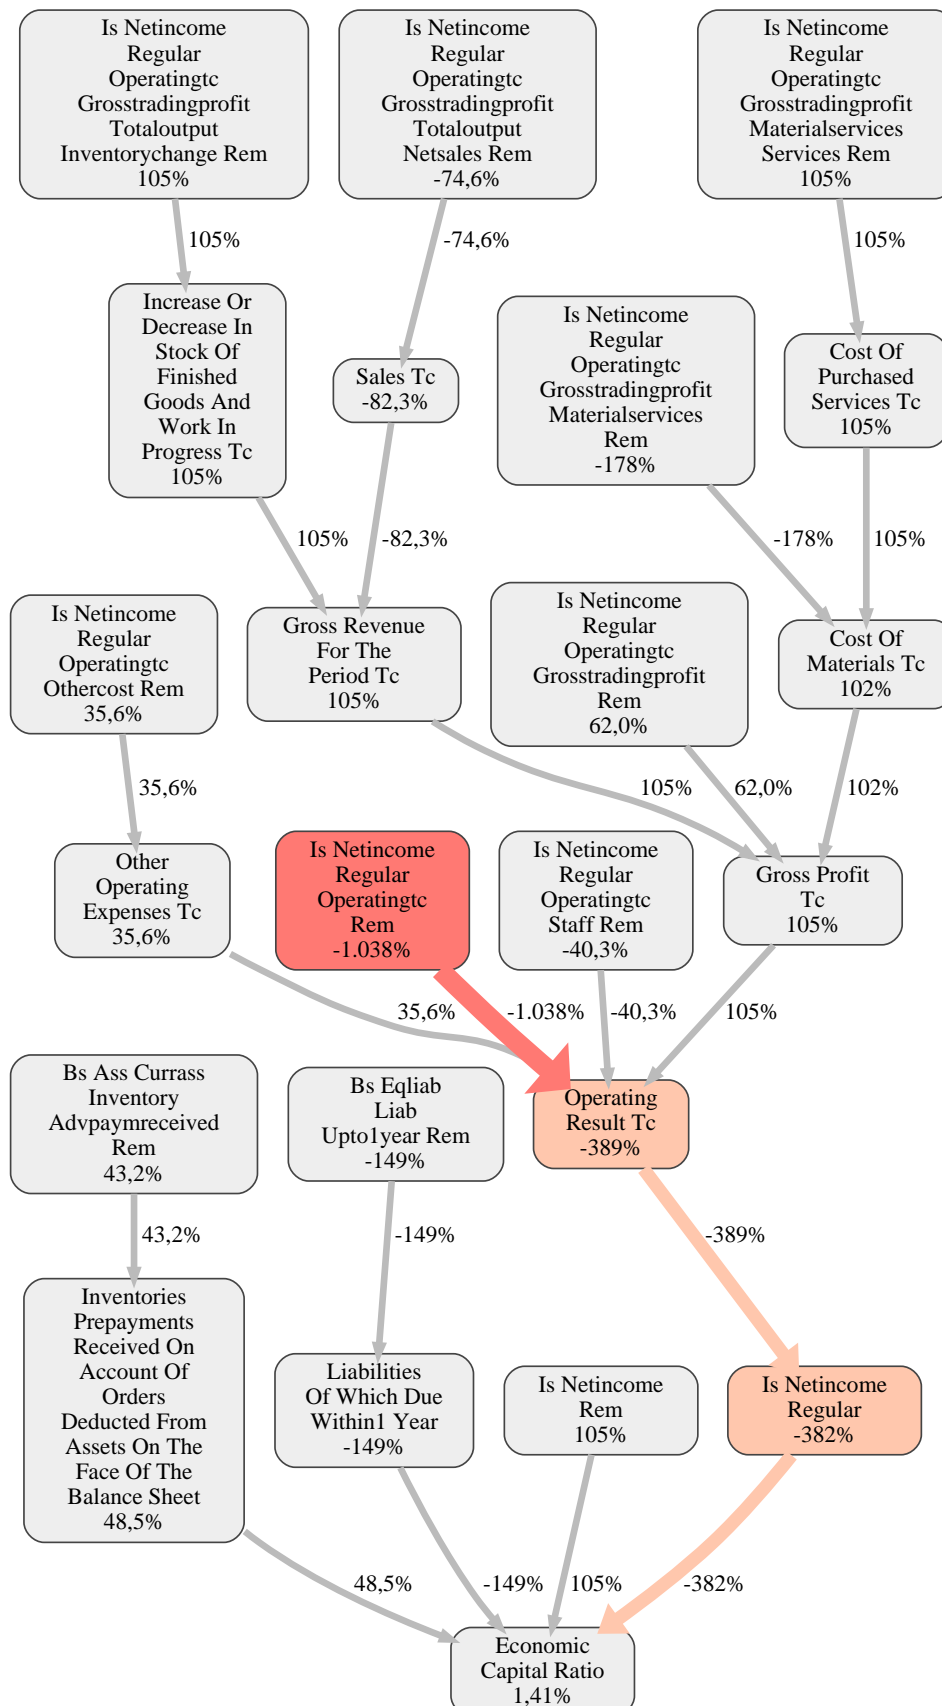 Is Netincome
Regular
Operatingtc
Grosstradingprofit
Totaloutput
Inventorychange Rem
105%
Is Netincome
Regular
Operatingtc
Grosstradingprofit
Totaloutput
Netsales Rem
-74,6%
Is Netincome
Regular
Operatingtc
Grosstradingprofit
Materialservices
Services Rem
105%
105%
-74,6%
105%
Increase Or
Decrease In
Stock Of
Finished
Goods And
Work In
Progress Tc
105%
Sales Tc
-82,3%
Is Netincome
Regular
Operatingtc
Grosstradingprofit
Materialservices
Rem
-178%
Cost Of
Purchased
Services Tc
105%
105%
-82,3%
-178%
105%
Is Netincome
Regular
Operatingtc
Othercost Rem
35,6%
Gross Revenue
For The
Period Tc
105%
Is Netincome
Regular
Operatingtc
Grosstradingprofit
Rem
62,0%
Cost Of
Materials Tc
102%
35,6%
105%
62,0%
102%
Other
Operating
Expenses Tc
35,6%
Is Netincome
Regular
Operatingtc
Rem
-1.038%
Is Netincome
Regular
Operatingtc
Staff Rem
-40,3%
Gross Profit
Tc
105%
35,6%
-1.038%
-40,3%
105%
Bs Ass Currass
Inventory
Advpaymreceived
Rem
43,2%
Bs Eqliab
Liab
Upto1year Rem
-149%
Operating
Result Tc
-389%
43,2%
-149%
-389%
Inventories
Prepayments
Received On
Account Of
Orders
Deducted From
Assets On The
Face Of The
Balance Sheet
48,5%
Liabilities
Of Which Due
Within1 Year
-149%
Is Netincome
Rem
105%
Is Netincome
Regular
-382%
48,5%
-149%
105%
-382%
Economic
Capital Ratio
1,41%